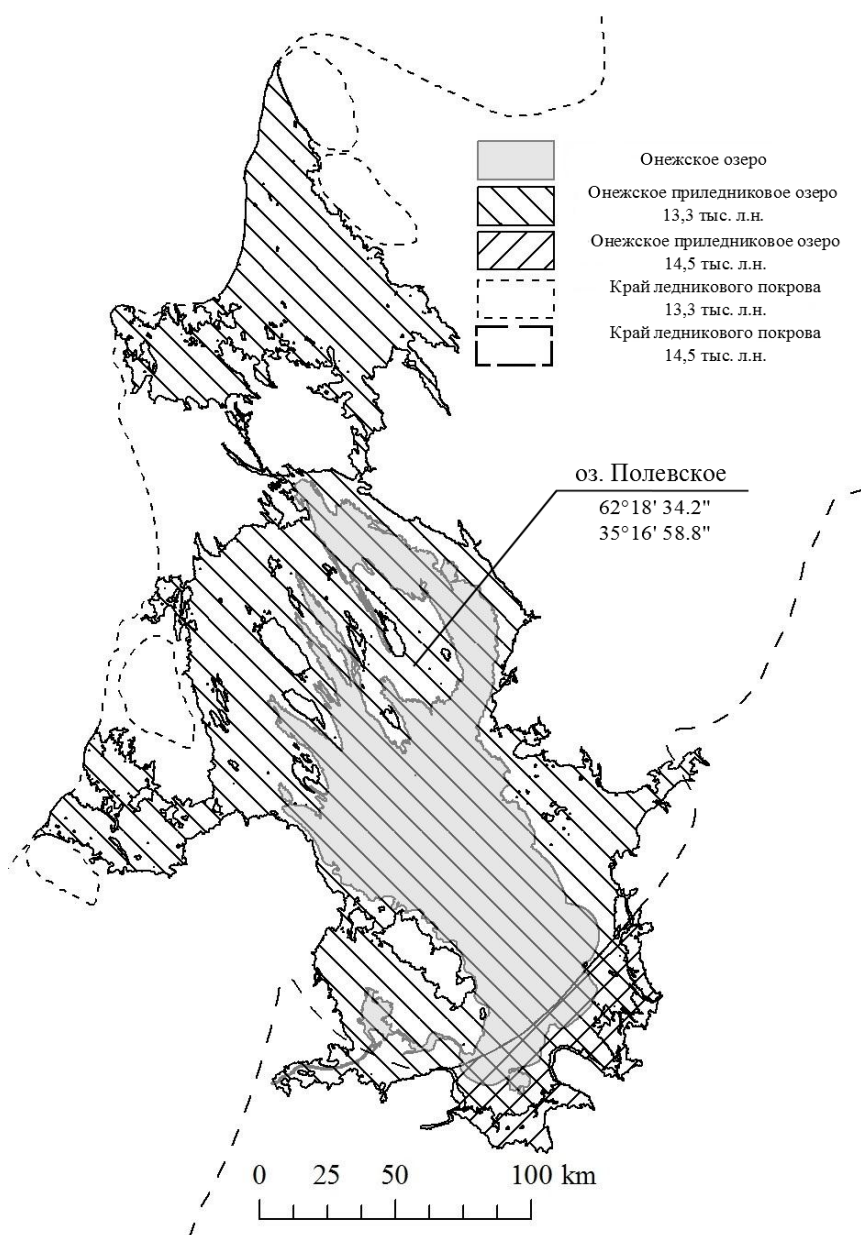 Онежское озеро
Онежское приледниковое озеро
13,3 тыс. л.н.
Онежское приледниковое озеро
14,5 тыс. л.н.
Край ледникового покрова
13,3 тыс. л.н.
Край ледникового покрова
14,5 тыс. л.н.
оз. Полевское
62°18' 34.2"
35°16' 58.8"
0 25 50 100 km